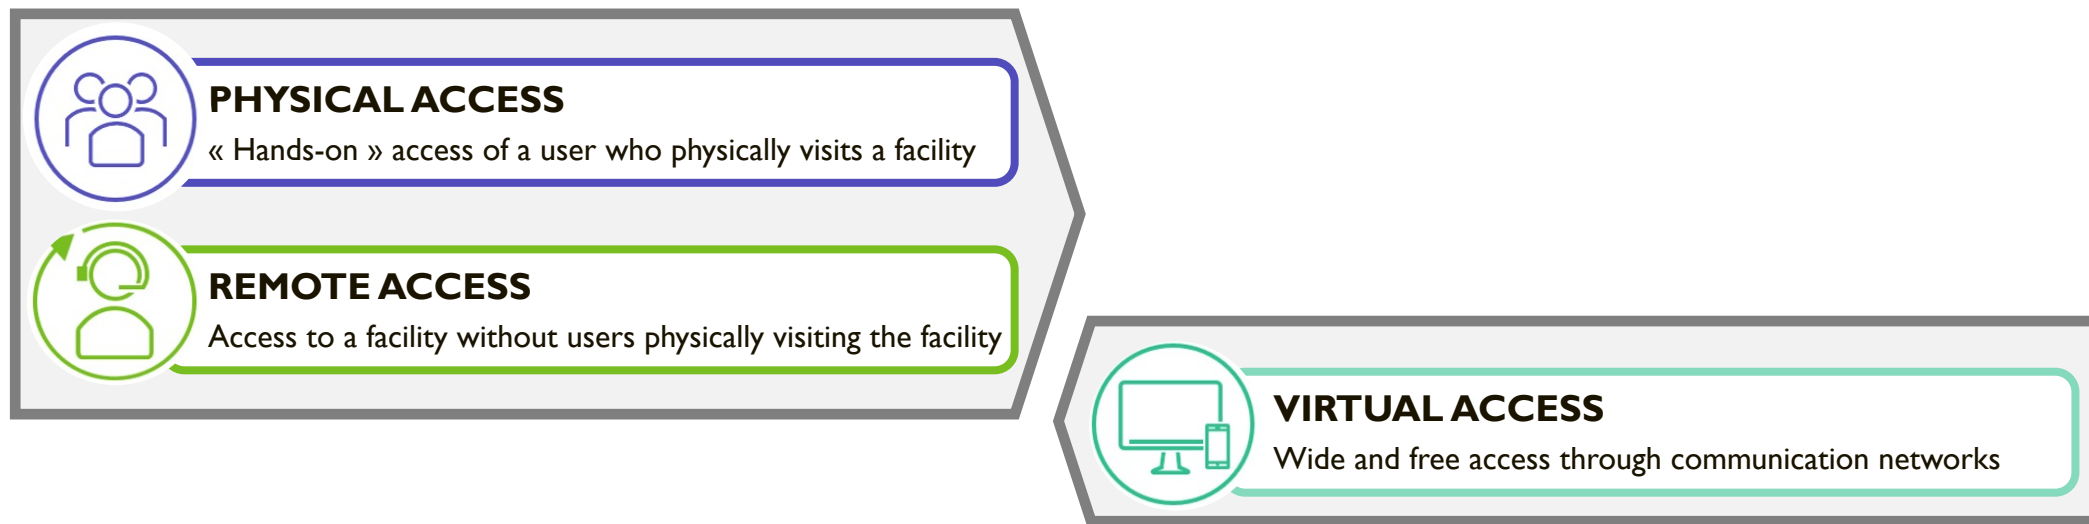 PHYSICAL ACCESS
« Hands-on » access of a user who physically visits a facility
REMOTE ACCESS
Access to a facility without users physically visiting the facility
VIRTUAL ACCESS
Wide and free access through communication networks